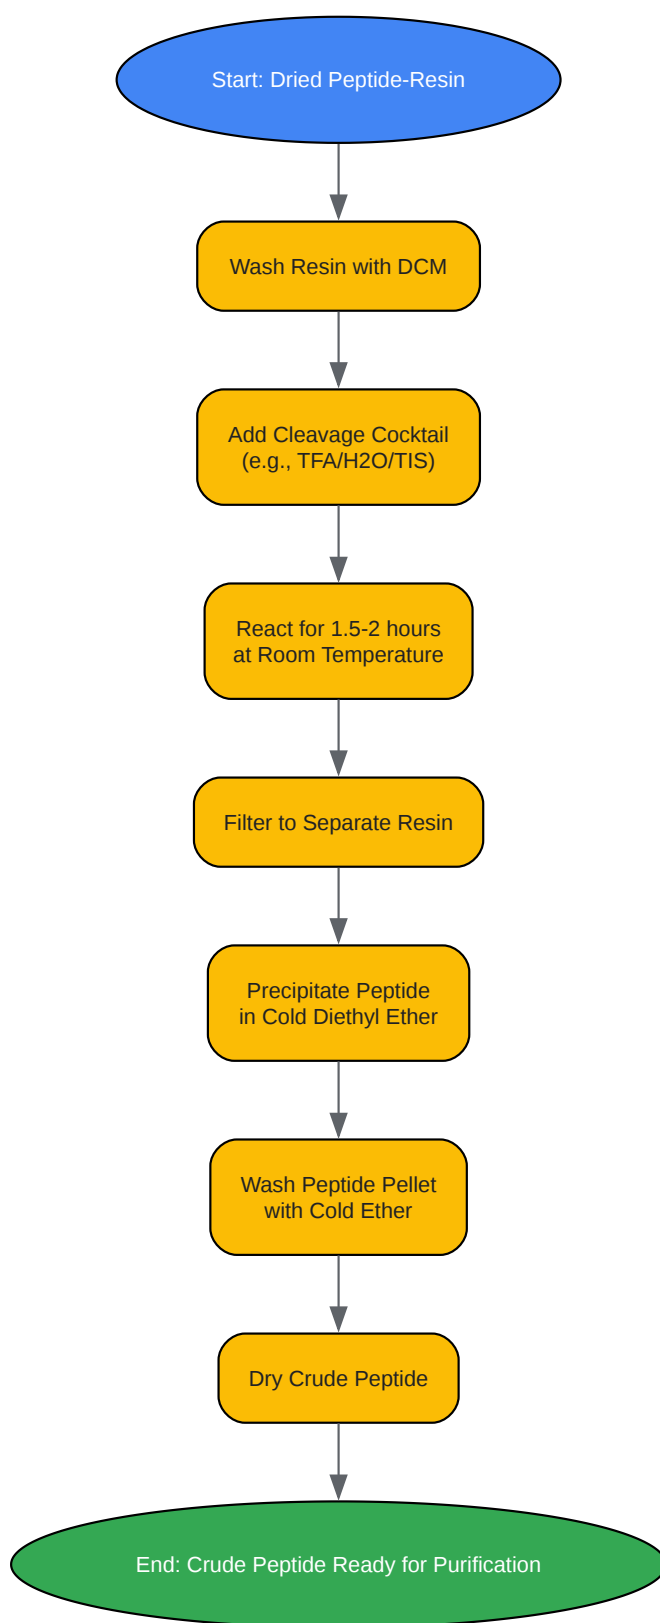 Start: Dried Peptide-Resin
Wash Resin with DCM
Add Cleavage Cocktail
(e.g., TFA/H2O/TIS)
React for 1.5-2 hours
at Room Temperature
Filter to Separate Resin
Precipitate Peptide
in Cold Diethyl Ether
Wash Peptide Pellet
with Cold Ether
Dry Crude Peptide
End: Crude Peptide Ready for Purification